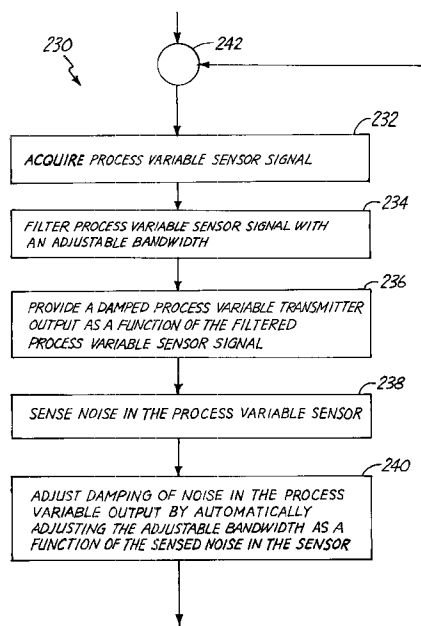 230
242
232
ACQUIRE PROCESS VARIABLE SENSOR SIGNAL
234
FILTER PROCESS VARIABLE SENSOR SIGNAL WITH
AN ADJUSTABLE BANDWIDTH
236
PROVIDE A DAMPED PROCESS VARIABLE TRANSMITTER
OUTPUT AS A FUNCTION OF THE FILTERED
PROCESS VARIABLE SENSOR SIGNAL
238
SENSE NOISE IN THE PROCESS VARIABLE SENSOR
240
ADJUST DAMPING OF NOISE IN THE PROCESS
VARIABLE OUTPUT BY AUTOMATICALLY
ADJUSTING THE ADJUSTABLE BANDWIDTH AS A
FUNCTION OF THE SENSED NOISE IN THE SENSOR